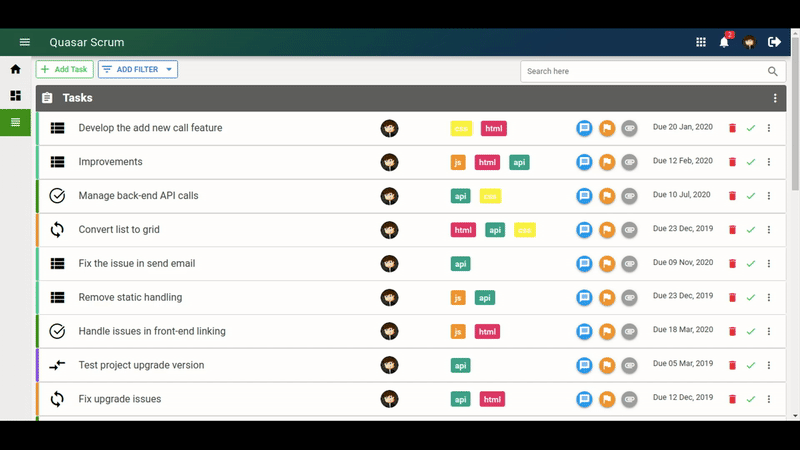 Quasar Scrum
2
Add Task
ADD FILTER
Search here
Tasks
Develop the add new call feature
css html
Due 20 Jan, 2020
Improvements
js html api
Due 12 Feb, 2020
Manage back-end API calls
api css
Due 10 Jul, 2020
Convert list to grid
html api css
Due 23 Dec, 2019
Fix the issue in send email
api
Due 09 Nov, 2020
Remove static handling
js api
Due 23 Dec, 2019
Handle issues in front-end linking
js html
Due 18 Mar, 2020
Test project upgrade version
api
Due 05 Mar, 2019
Fix upgrade issues
api html
Due 12 Dec, 2019